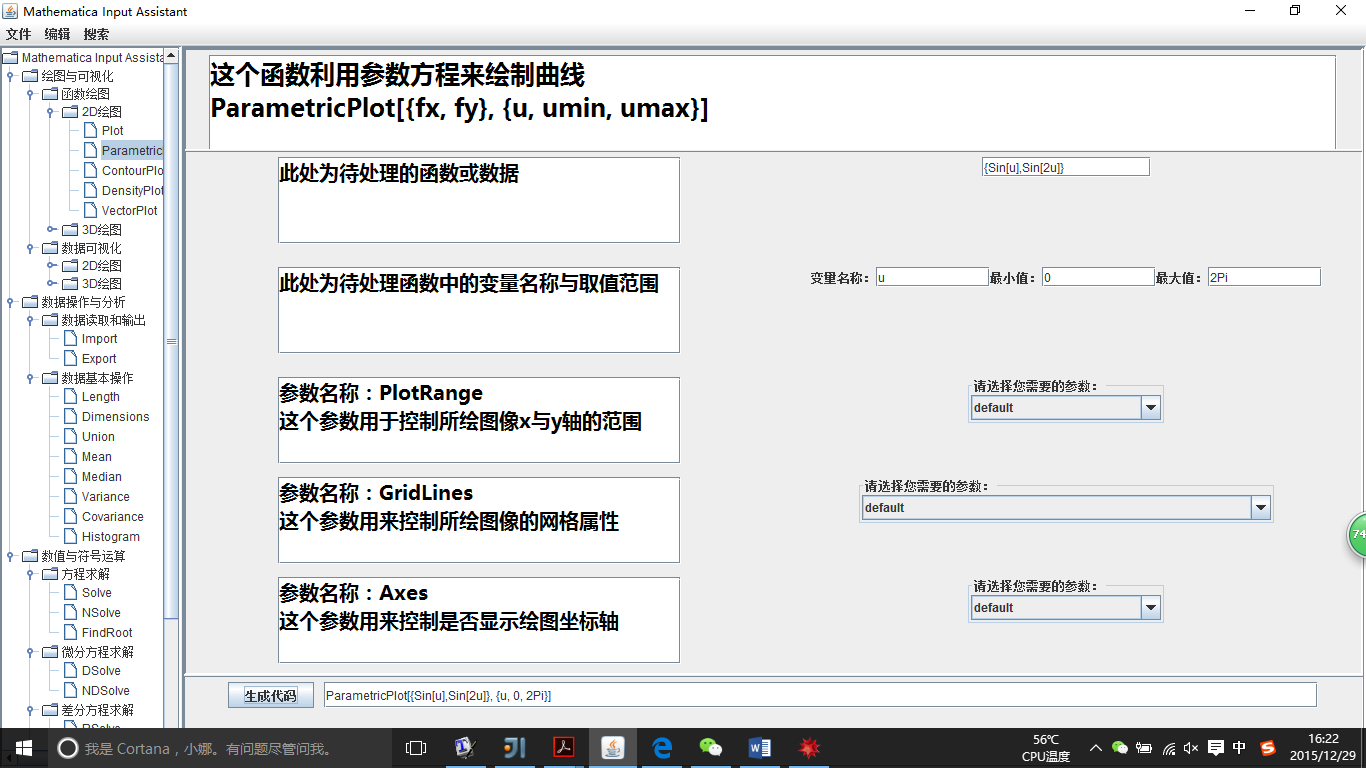 Mathematica Input Assistant
文件 编辑 搜索
Mathematica Input Assista
绘图与可视化
函数绘图
2D绘图
Plot
Parametric
ContourPlo
DensityPlot
VectorPlot
3D绘图
数据可视化
2D绘图
3D绘图
数据操作与分析
数据读取和输出
Import
Export
数据基本操作
Length
Dimensions
Union
Mean
Median
Variance
Covariance
Histogram
数值与符号运算
方程求解
Solve
NSolve
FindRoot
微分方程求解
DSolve
NDSolve
差分方程求解
这个函数利用参数方程来绘制曲线
ParametricPlot[{fx, fy}, {u, umin, umax}]
此处为待处理的函数或数据
{Sin[u],Sin[2u]}
此处为待处理函数中的变量名称与取值范围
变量名称: u 最小值: 0 最大值: 2Pi
参数名称：PlotRange
这个参数用于控制所绘图像x与y轴的范围
请选择您需要的参数:
default
参数名称：GridLines
这个参数用来控制所绘图像的网格属性
请选择您需要的参数:
default
参数名称：Axes
这个参数用来控制是否显示绘图坐标轴
请选择您需要的参数:
default
生成代码 ParametricPlot[{Sin[u],Sin[2u]}, {u, 0, 2Pi}]
74
我是 Cortana，小娜。有问题尽管问我。
56℃
CPU温度
中
16:22
2015/12/29